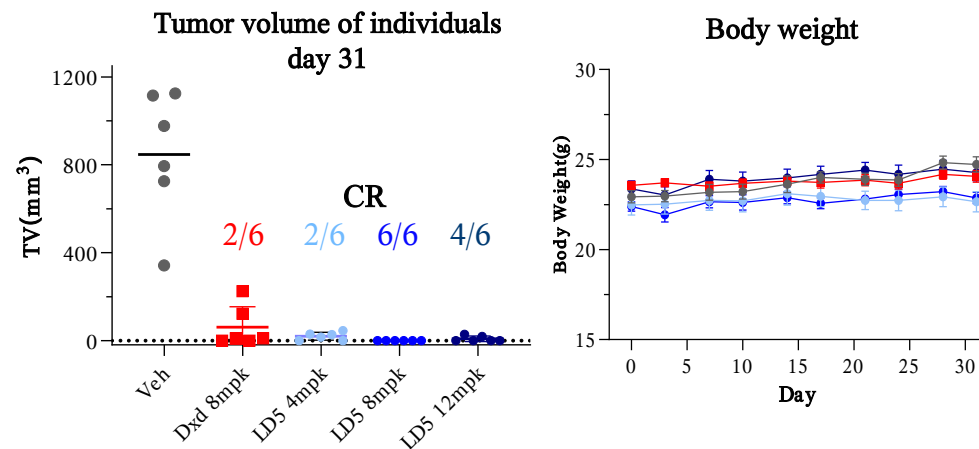 Tumor volume of individuals
day 31
TV(mm³)
1200
800
400
0
CR
2/6 2/6 6/6 4/6
Veh
Dxd 8mpk
LD5 4mpk
LD5 8mpk
LD5 12mpk
Body weight
Body Weight(g)
30
25
20
15
0 5 10 15 20 25 30
Day